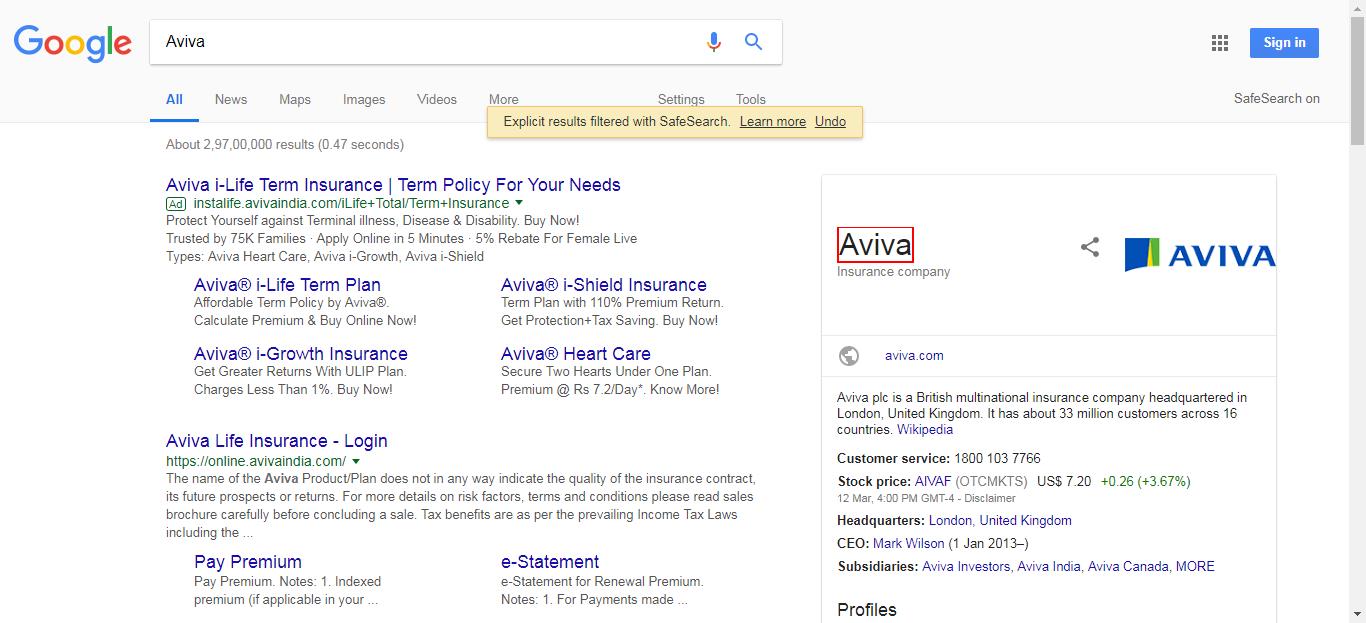 Google
Aviva
Sign in
All News Maps Images Videos More Settings Tools
SafeSearch on
Explicit results filtered with SafeSearch. Learn more Undo
About 2,97,00,000 results (0.47 seconds)
Aviva i-Life Term Insurance | Term Policy For Your Needs
Ad instalife.avivaindia.com/iLife+Total/Term+Insurance
Protect Yourself against Terminal illness, Disease & Disability. Buy Now!
Trusted by 75K Families · Apply Online in 5 Minutes · 5% Rebate For Female Live
Types: Aviva Heart Care, Aviva i-Growth, Aviva i-Shield
Aviva® i-Life Term Plan
Affordable Term Policy by Aviva®.
Calculate Premium & Buy Online Now!
Aviva® i-Shield Insurance
Term Plan with 110% Premium Return.
Get Protection+Tax Saving. Buy Now!
Aviva® i-Growth Insurance
Get Greater Returns With ULIP Plan.
Charges Less Than 1%. Buy Now!
Aviva® Heart Care
Secure Two Hearts Under One Plan.
Premium @ Rs 7.2/Day*. Know More!
Aviva Life Insurance - Login
https://online.avivaindia.com/
The name of the Aviva Product/Plan does not in any way indicate the quality of the insurance contract,
its future prospects or returns. For more details on risk factors, terms and conditions please read sales
brochure carefully before concluding a sale. Tax benefits are as per the prevailing Income Tax Laws
including the ...
Pay Premium
Pay Premium. Notes: 1. Indexed
premium (if applicable in your ...
e-Statement
e-Statement for Renewal Premium.
Notes: 1. For Payments made ...
Aviva
Insurance company
AVIVA
aviva.com
Aviva plc is a British multinational insurance company headquartered in
London, United Kingdom. It has about 33 million customers across 16
countries. Wikipedia
Customer service: 1800 103 7766
Stock price: AIVAF (OTCMKTS) US$ 7.20 +0.26 (+3.67%)
12 Mar, 4:00 PM GMT-4 - Disclaimer
Headquarters: London, United Kingdom
CEO: Mark Wilson (1 Jan 2013–)
Subsidiaries: Aviva Investors, Aviva India, Aviva Canada, MORE
Profiles